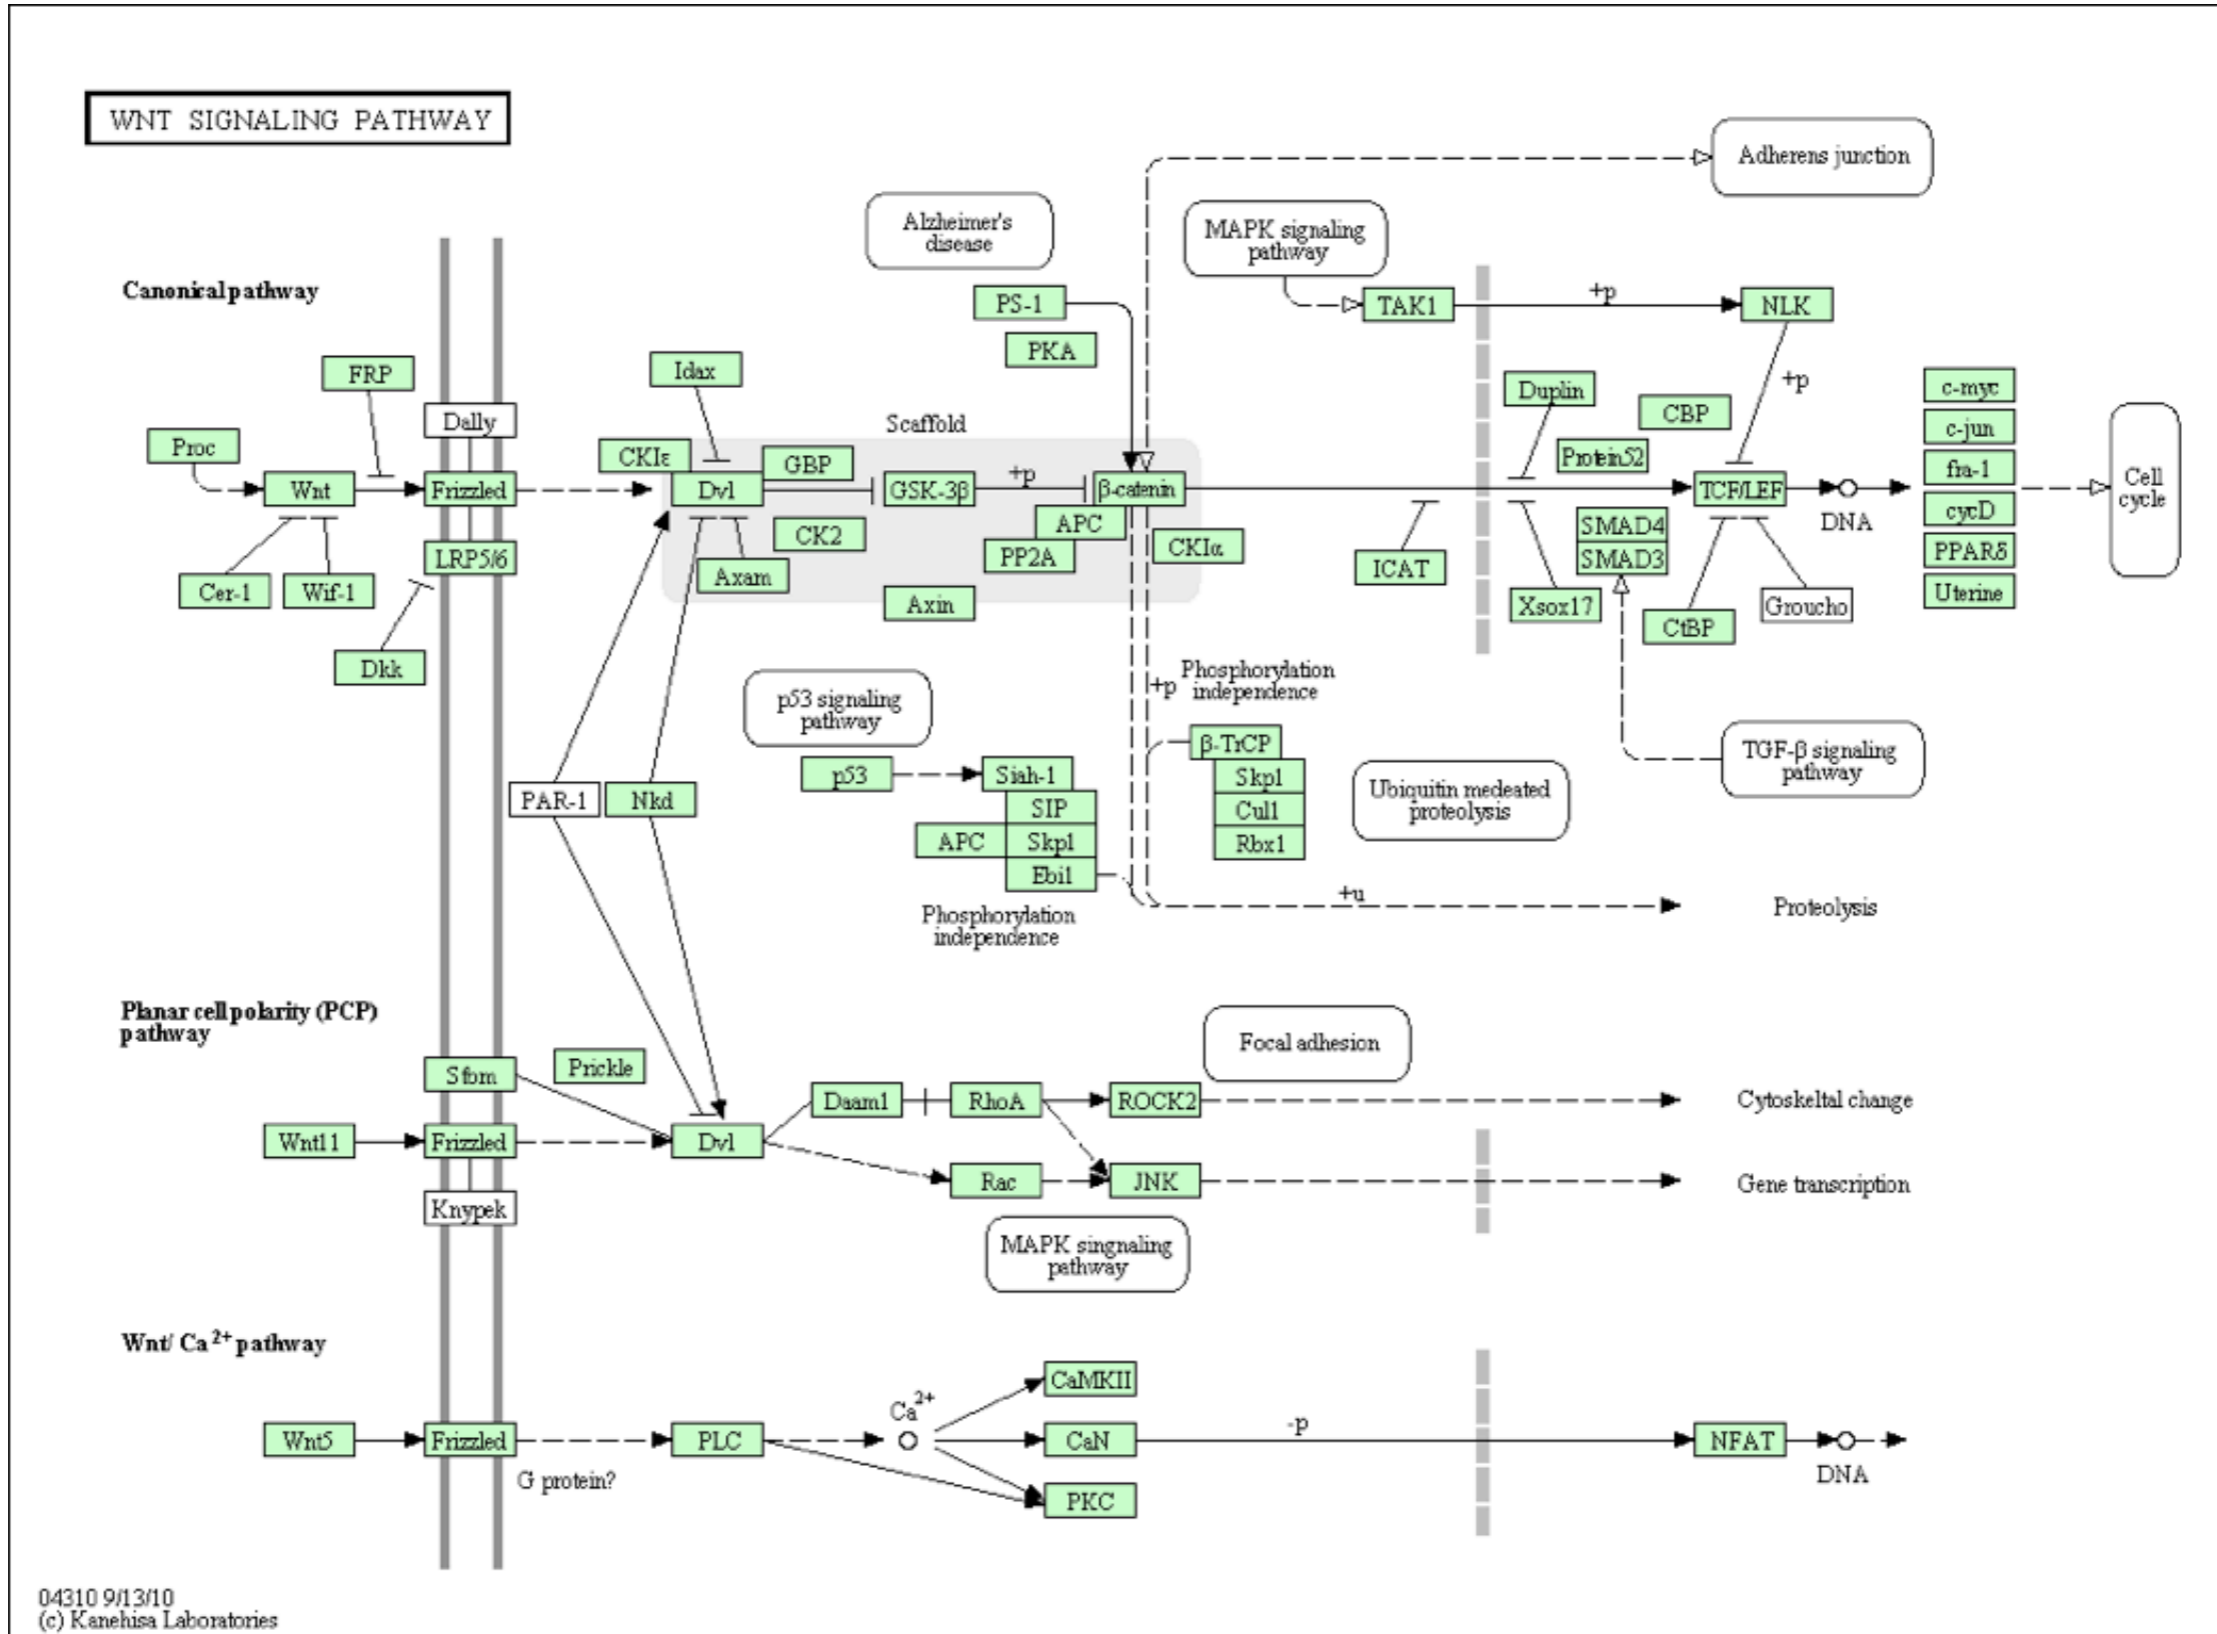 WNT SIGNALING PATHWAY
Adherens junction
Alzheimer's
disease
MAPK signaling
pathway
Canonical pathway
PS-1
TAK1
+p
NLK
PKA
FRP
Idax
Duplin
+p
c-myc
Dally
Scaffold
CBP
c-jun
Proc
CKIε
GBP
Protein52
fra-1
Cell
cycle
Wnt
Frizzled
Dvl
GSK-3β
+p
β-catenin
TCF/LEF
DNA
cycD
APC
SMAD4
CK2
PP2A
CKIα
SMAD3
PPARδ
LRP5/6
ICAT
Cer-1
Wif-1
Axam
Axin
Xsox17
Groucho
Uterine
CtBP
Dkk
p53 signaling
pathway
+p
Phosphorylation
independence
β-TrCP
TGF-β signaling
pathway
p53
Siah-1
Skp1
Ubiquitin medeated
proteolysis
PAR-1
Nkd
SIP
Cul1
APC
Skp1
Rbx1
Ebi1
+u
Proteolysis
Phosphorylation
independence
Planar cell polarity (PCP)
pathway
Focal adhesion
Stbm
Prickle
Daam1
RhoA
ROCK2
Cytoskeltal change
Wnt11
Frizzled
Dvl
Rac
JNK
Gene transcription
Knypek
MAPK singnaling
pathway
Wnt/ Ca2+ pathway
CaMKII
Ca2+
Wnt5
Frizzled
PLC
CaN
-p
NFAT
DNA
G protein?
PKC
04310 9/13/10
(c) Kanehisa Laboratories